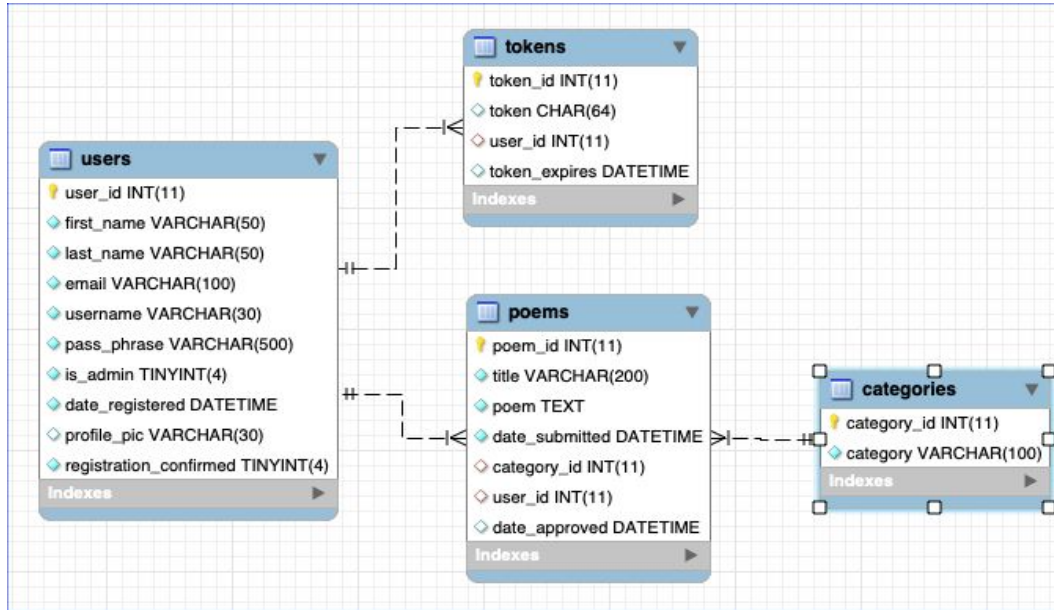 tokens
token_id INT(11)
token CHAR(64)
user_id INT(11)
token_expires DATETIME
Indexes
users
user_id INT(11)
first_name VARCHAR(50)
last_name VARCHAR(50)
email VARCHAR(100)
username VARCHAR(30)
pass_phrase VARCHAR(500)
is_admin TINYINT(4)
date_registered DATETIME
profile_pic VARCHAR(30)
registration_confirmed TINYINT(4)
Indexes
poems
poem_id INT(11)
title VARCHAR(200)
poem TEXT
date_submitted DATETIME
category_id INT(11)
user_id INT(11)
date_approved DATETIME
Indexes
categories
category_id INT(11)
category VARCHAR(100)
Indexes